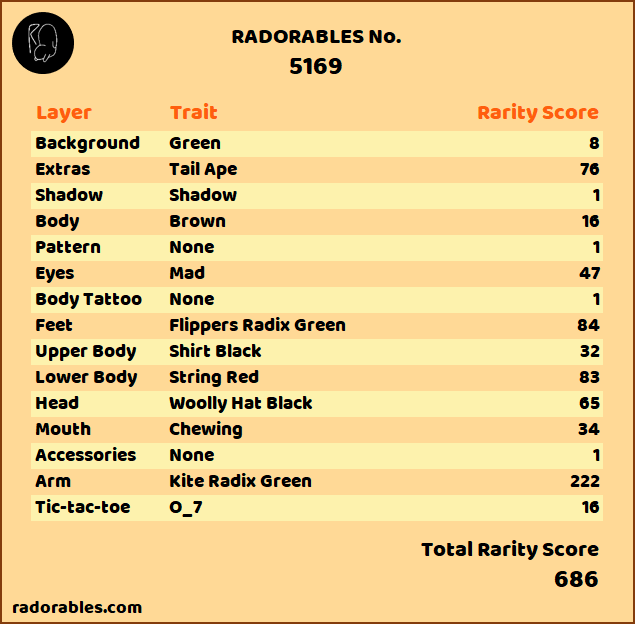 RADORABLES No.
5169
Layer Trait Rarity Score
Background Green 8
Extras Tail Ape 76
Shadow Shadow 1
Body Brown 16
Pattern None 1
Eyes Mad 47
Body Tattoo None 1
Feet Flippers Radix Green 84
Upper Body Shirt Black 32
Lower Body String Red 83
Head Woolly Hat Black 65
Mouth Chewing 34
Accessories None 1
Arm Kite Radix Green 222
Tic-tac-toe O_7 16
Total Rarity Score
686
radorables.com